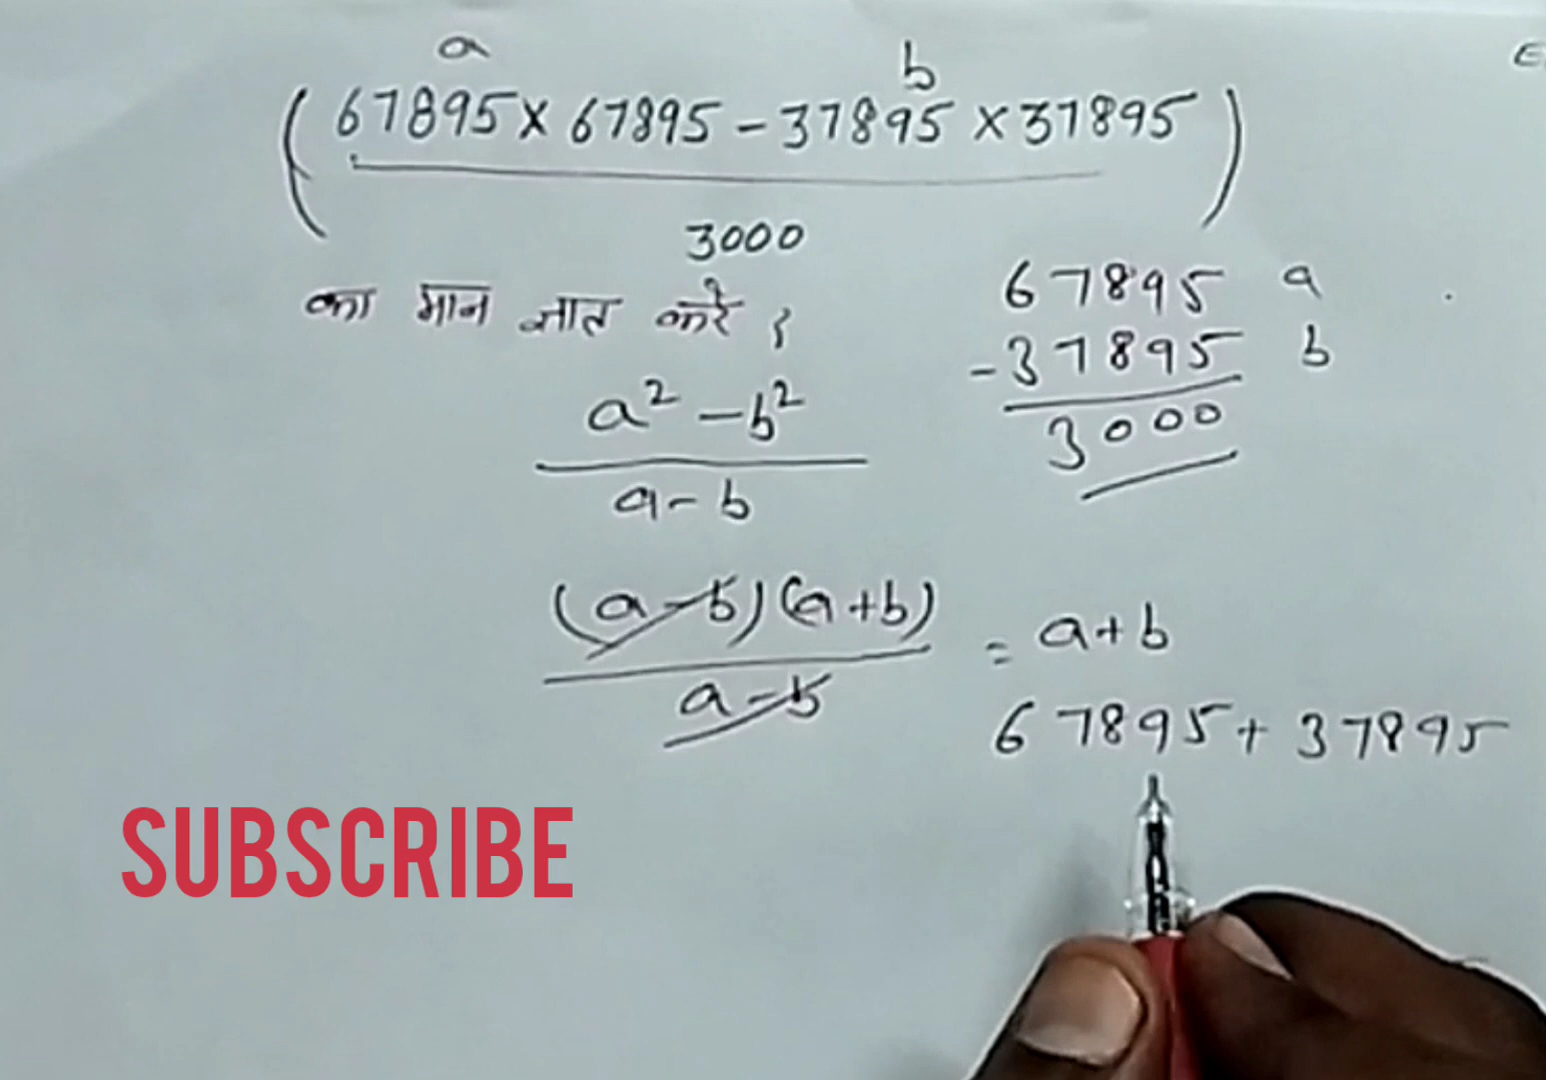 a b
( 67895 × 67895 - 37895 × 37895 )
3000
का मान ज्ञात करे ।
67895 a
- 37895 b
3000
a² - b²
a - b
(a - b) (a + b)
a - b
= a + b
67895 + 37895
SUBSCRIBE